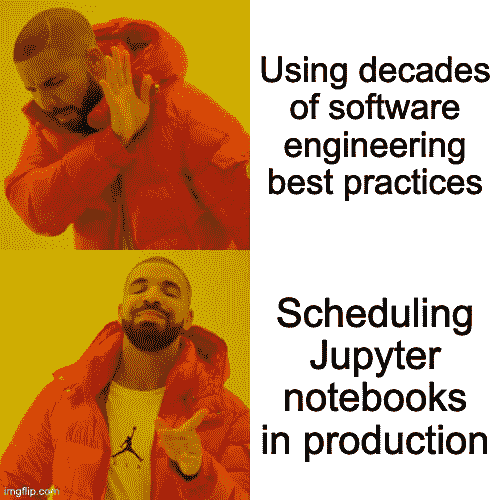 Using decades
of software
engineering
best practices
Scheduling
Jupyter
notebooks
in production
imgflip.com